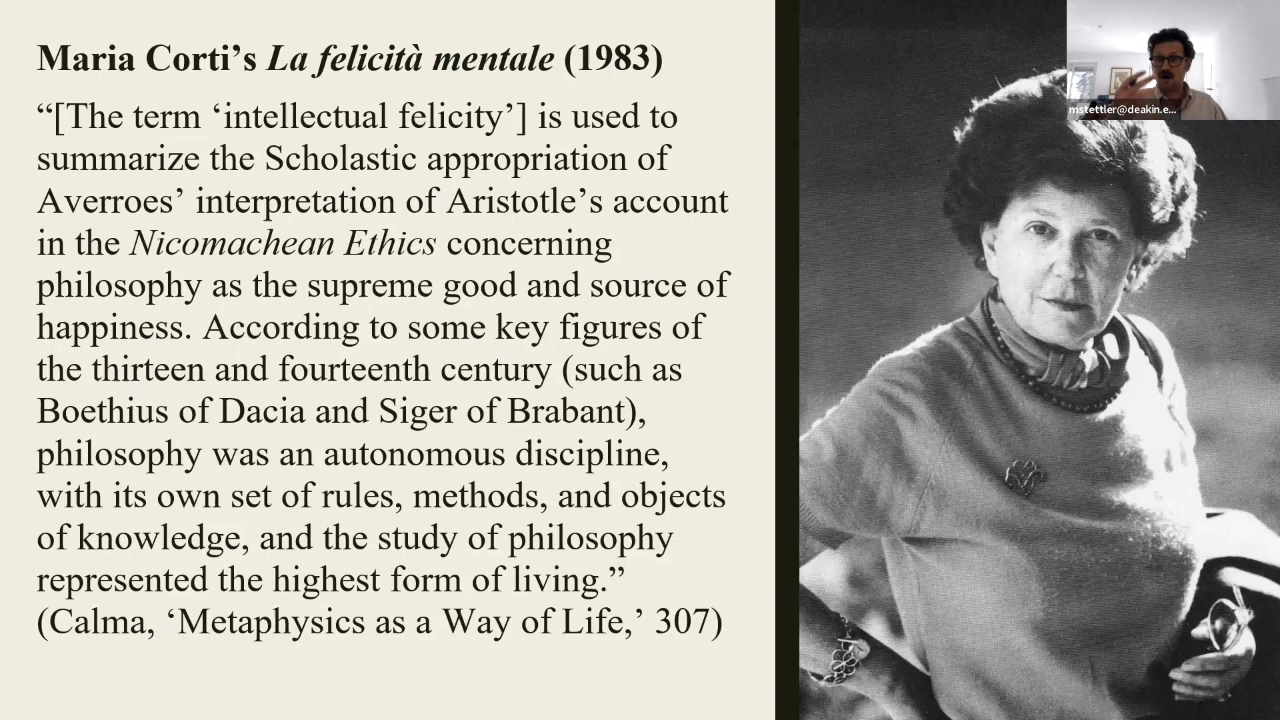 Maria Corti’s La felicità mentale (1983)
“[The term ‘intellectual felicity’] is used to
summarize the Scholastic appropriation of
Averroes’ interpretation of Aristotle’s account
in the Nicomachean Ethics concerning
philosophy as the supreme good and source of
happiness. According to some key figures of
the thirteen and fourteenth century (such as
Boethius of Dacia and Siger of Brabant),
philosophy was an autonomous discipline,
with its own set of rules, methods, and objects
of knowledge, and the study of philosophy
represented the highest form of living.”
(Calma, ‘Metaphysics as a Way of Life,’ 307)
mstettler@deakin.e...